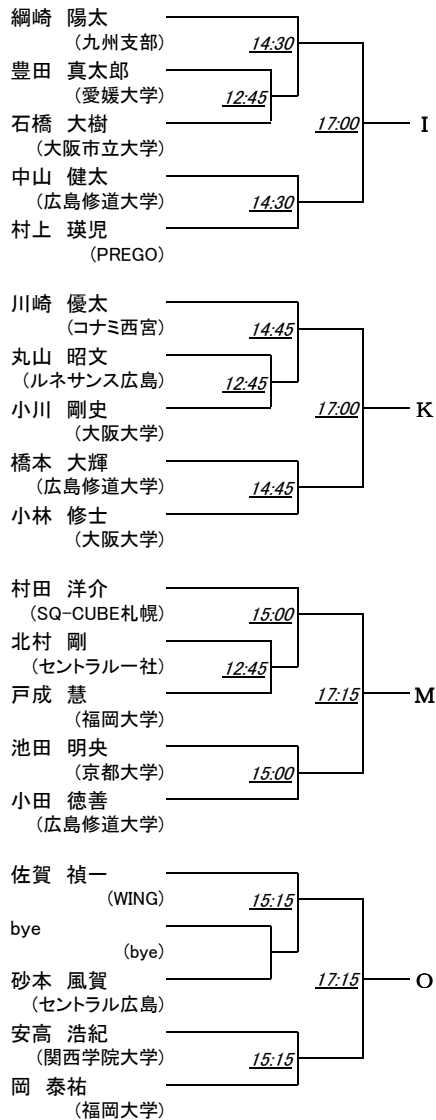 綱崎 陽太
(九州支部)
14:30
豊田 真太郎
(愛媛大学)
12:45
石橋 大樹
17:00
I
(大阪市立大学)
中山 健太
(広島修道大学)
14:30
村上 瑛児
(PREGO)
川崎 優太
(コナミ西宮)
14:45
丸山 昭文
(ルネサンス広島)
12:45
小川 剛史
17:00
K
(大阪大学)
橋本 大輝
(広島修道大学)
14:45
小林 修士
(大阪大学)
村田 洋介
(SQ-CUBE札幌)
15:00
北村 剛
(セントラル一社)
12:45
戸成 慧
17:15
M
(福岡大学)
池田 明央
(京都大学)
15:00
小田 徳善
(広島修道大学)
佐賀 禎一
(WING)
15:15
bye
(bye)
砂本 風賀
17:15
O
(セントラル広島)
安高 浩紀
(関西学院大学)
15:15
岡 泰祐
(福岡大学)